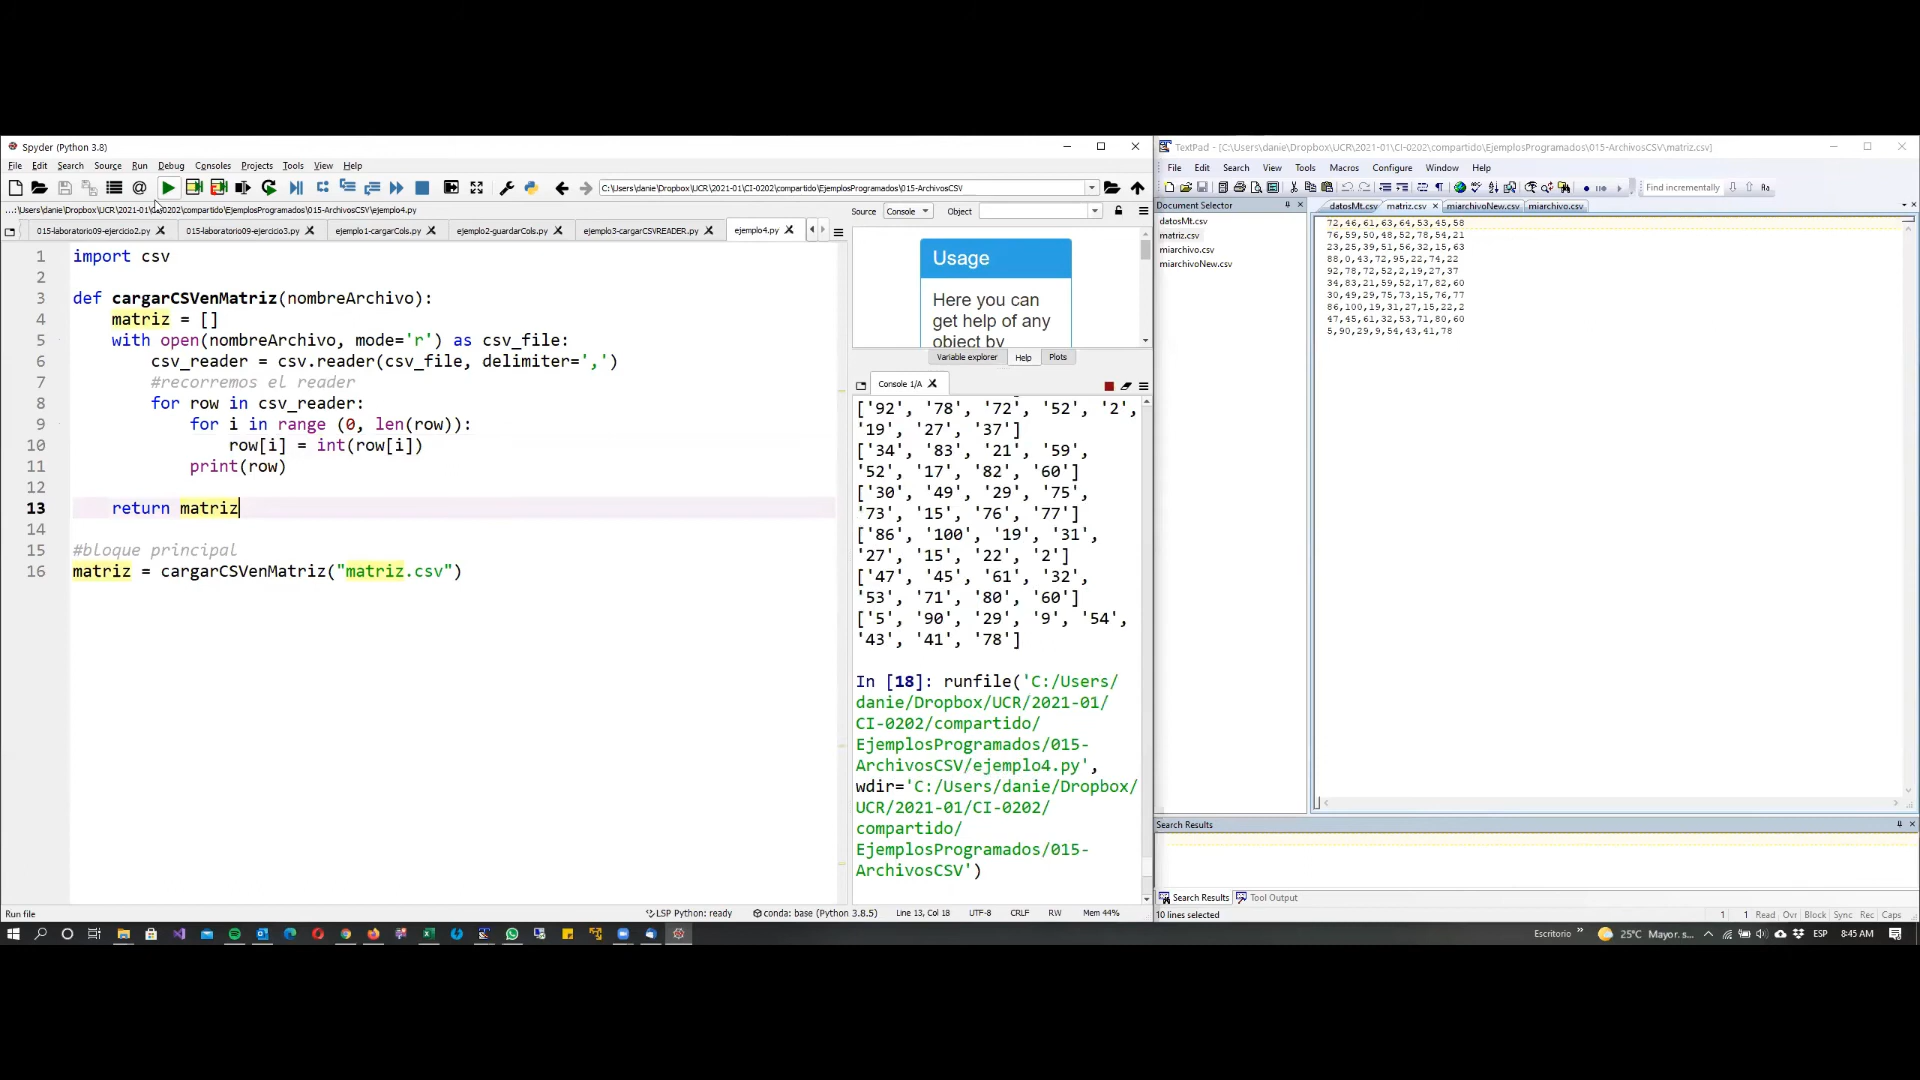 Spyder (Python 3.8)
File Edit Search Source Run Debug Consoles Projects Tools View Help
C:\Users\danie\Dropbox\UCR\2021-01\CI-0202\compartido\EjemplosProgramados\015-ArchivosCSV
015-laboratorio09-ejercicio2.py 015-laboratorio09-ejercicio3.py ejemplo1-cargarCols.py ejemplo2-guardarCols.py ejemplo3-cargarCSVREADER.py ejemplo4.py
1 import csv
2
3 def cargarCSVenMatriz(nombreArchivo):
4 matriz = []
5 with open(nombreArchivo, mode='r') as csv_file:
6 csv_reader = csv.reader(csv_file, delimiter=',')
7 #recorremos el reader
8 for row in csv_reader:
9 for i in range (0, len(row)):
10 row[i] = int(row[i])
11 print(row)
12
13 return matriz
14
15 #bloque principal
16 matriz = cargarCSVenMatriz("matriz.csv")
Source Console Object
Usage
Here you can
get help of any
object by
Variable explorer Help Plots
Console 1/A
['92', '78', '72', '52', '2',
'19', '27', '37']
['34', '83', '21', '59',
'52', '17', '82', '60']
['30', '49', '29', '75',
'73', '15', '76', '77']
['86', '100', '19', '31',
'27', '15', '22', '2']
['47', '45', '61', '32',
'53', '71', '80', '60']
['5', '90', '29', '9', '54',
'43', '41', '78']
In [18]: runfile('C:/Users/
danie/Dropbox/UCR/2021-01/
CI-0202/compartido/
EjemplosProgramados/015-
ArchivosCSV/ejemplo4.py',
wdir='C:/Users/danie/Dropbox/
UCR/2021-01/CI-0202/
compartido/
EjemplosProgramados/015-
ArchivosCSV')
Run file
LSP Python: ready conda: base (Python 3.8.5) Line 13, Col 18 UTF-8 CRLF RW Mem 44%
TextPad - [C:\Users\danie\Dropbox\UCR\2021-01\CI-0202\compartido\EjemplosProgramados\015-ArchivosCSV\matriz.csv]
File Edit Search View Tools Macros Configure Window Help
Find incrementally
Document Selector
datosMt.csv
matriz.csv
miarchivo.csv
miarchivoNew.csv
datosMt.csv matriz.csv miarchivoNew.csv miarchivo.csv
72,46,61,63,64,53,45,58
76,59,50,48,52,78,54,21
23,25,39,51,56,32,15,63
88,0,43,72,95,22,74,22
92,78,72,52,2,19,27,37
34,83,21,59,52,17,82,60
30,49,29,75,73,15,76,77
86,100,19,31,27,15,22,2
47,45,61,32,53,71,80,60
5,90,29,9,54,43,41,78
Search Results
Search Results Tool Output
10 lines selected
1 1 Read Ovr Block Sync Rec Caps
Escritorio 25°C Mayor. s... ESP 8:45 AM